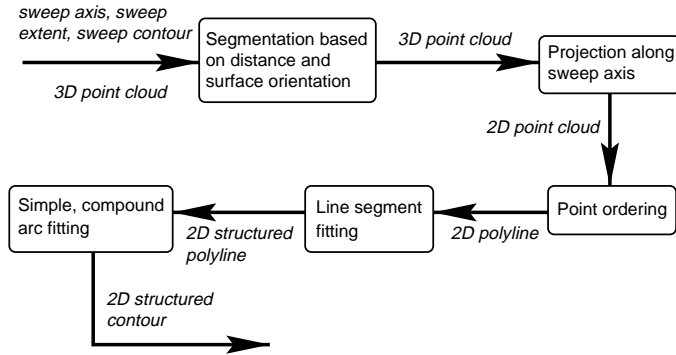 sweep axis, sweep
extent, sweep contour
3D point cloud
Segmentation based
on distance and
surface orientation
3D point cloud
Projection along
sweep axis
2D point cloud
Point ordering
2D polyline
Line segment
fitting
2D structured
polyline
Simple, compound
arc fitting
2D structured
contour